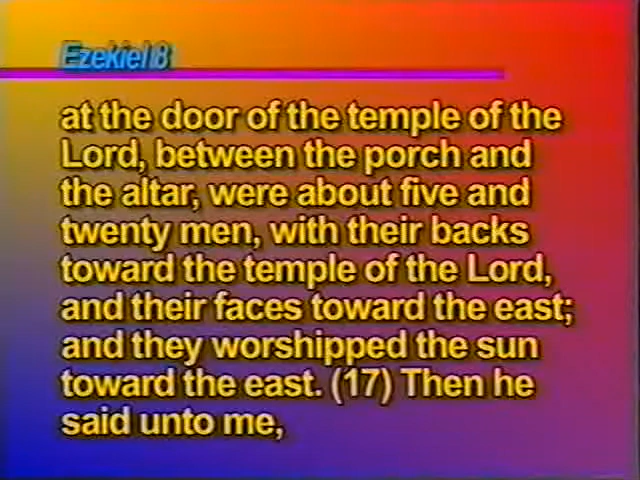 Ezekiel 8
at the door of the temple of the
Lord, between the porch and
the altar, were about five and
twenty men, with their backs
toward the temple of the Lord,
and their faces toward the east;
and they worshipped the sun
toward the east. (17) Then he
said unto me,